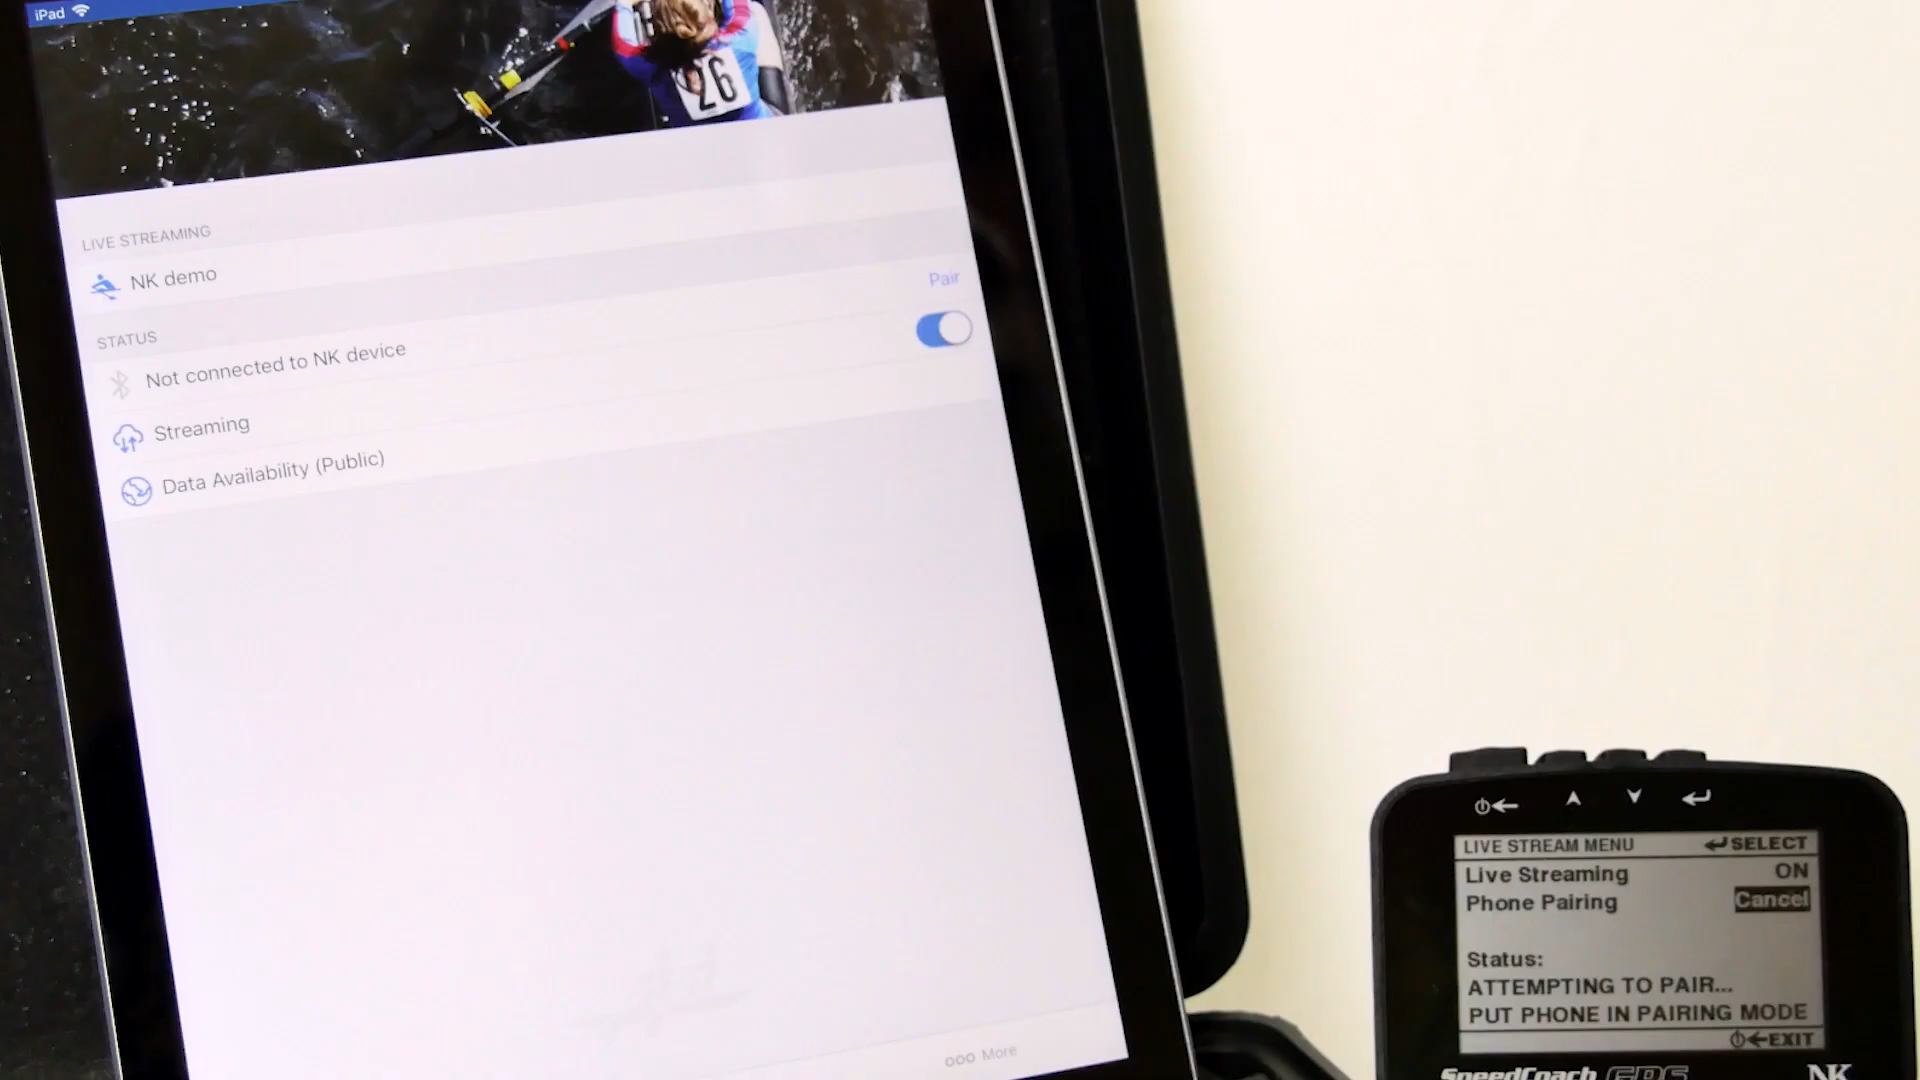 iPad
26
LIVE STREAMING
NK demo
STATUS
Not connected to NK device
Pair
Streaming
Data Availability (Public)
More
LIVE STREAM MENU SELECT
Live Streaming ON
Phone Pairing Cancel
Status:
ATTEMPTING TO PAIR...
PUT PHONE IN PAIRING MODE
EXIT
SpeedCoach GPS NK